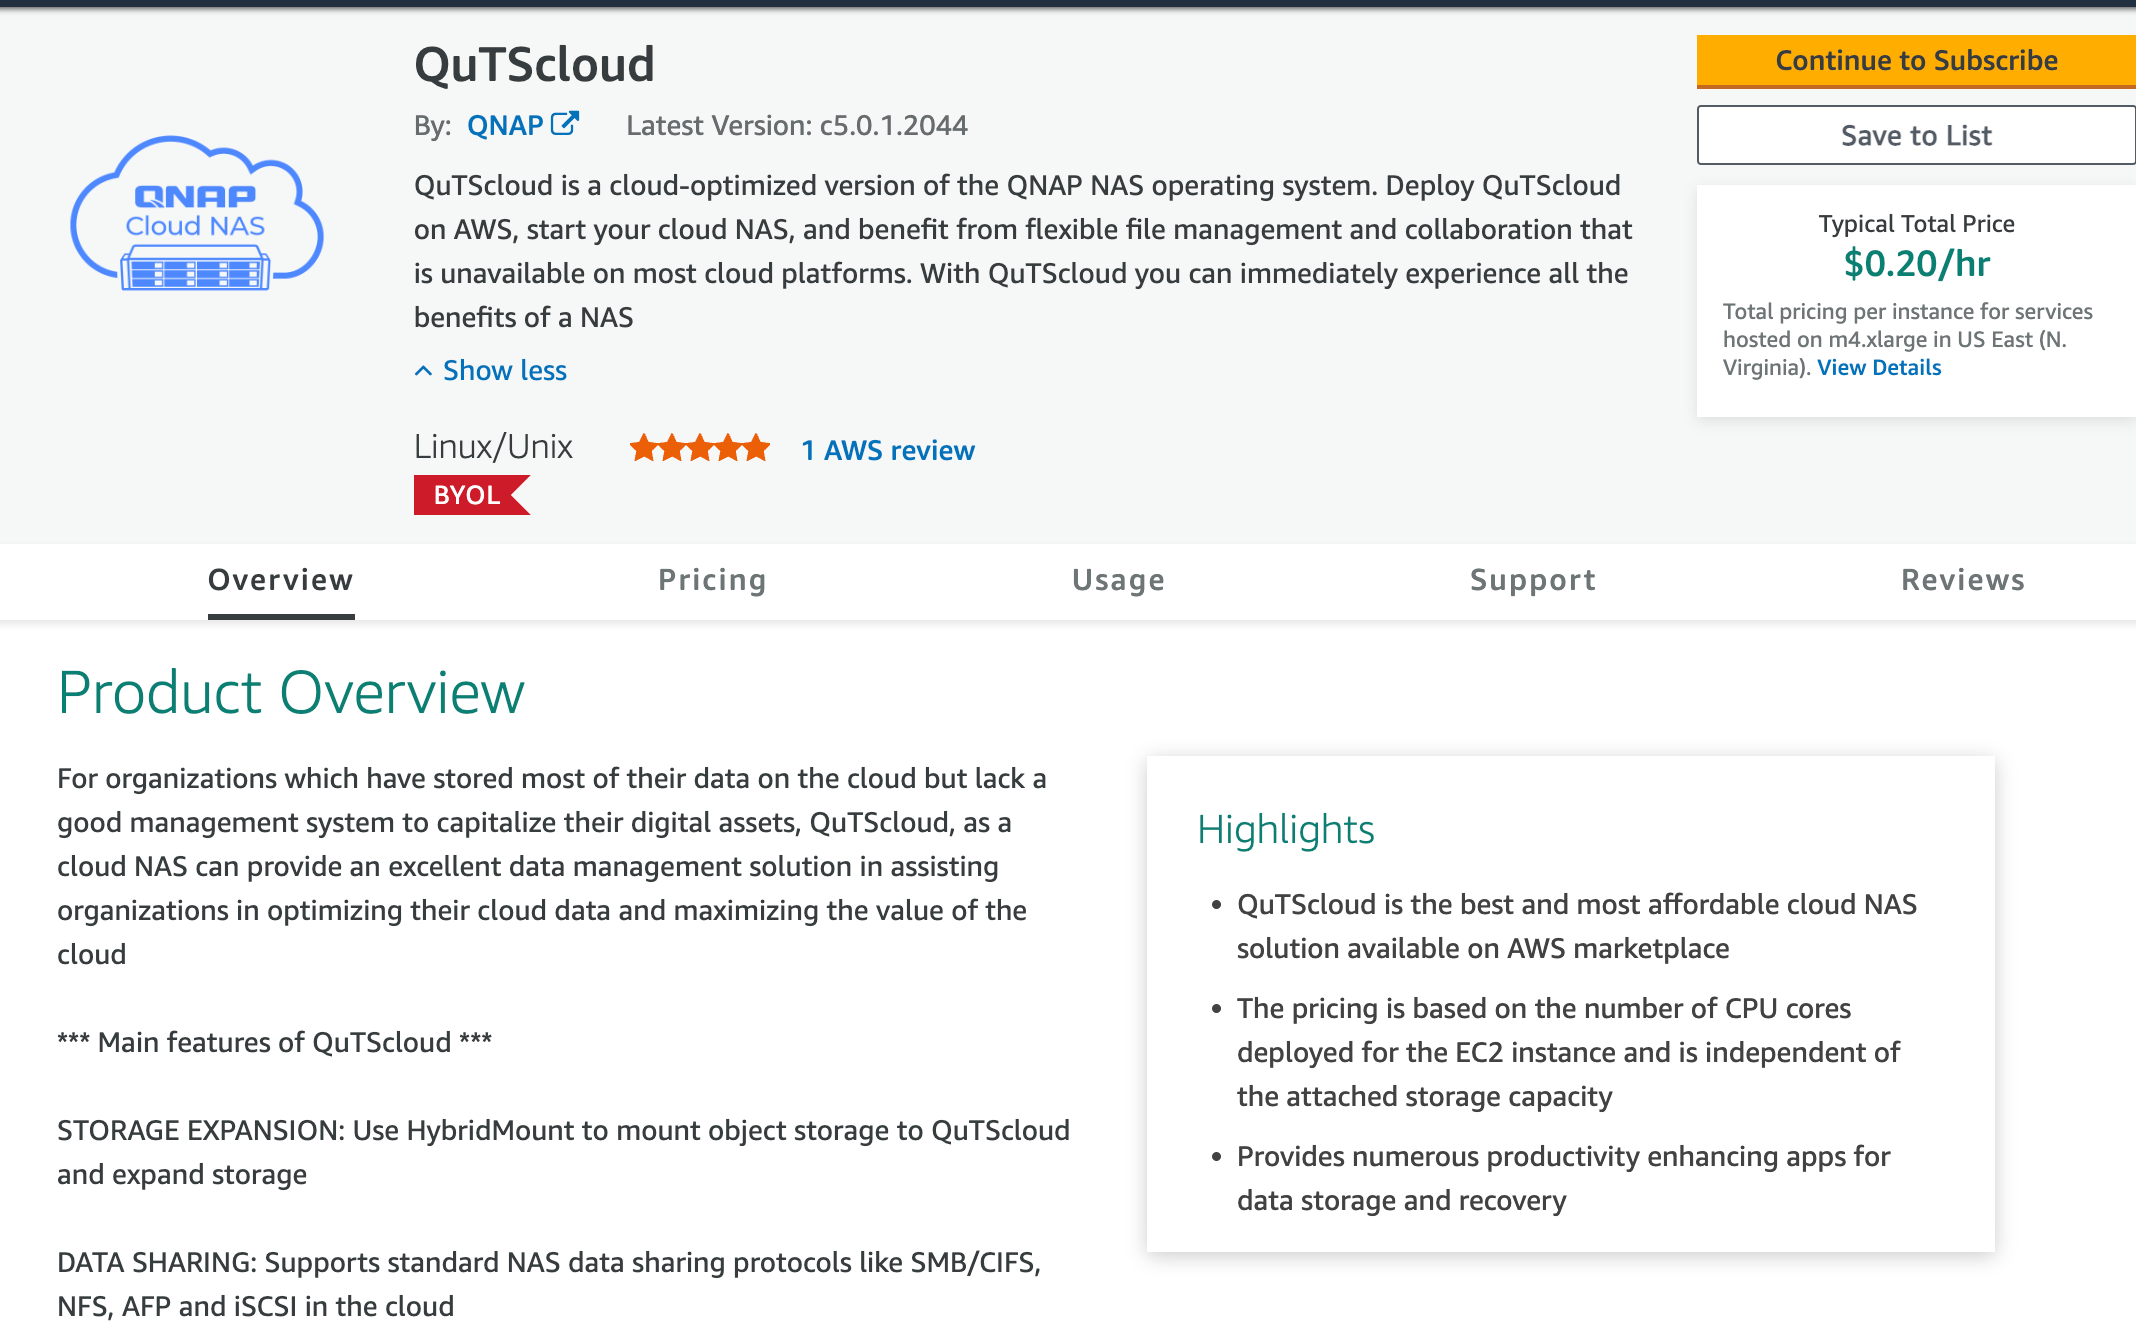 QuTScloud
By: QNAP Latest Version: c5.0.1.2044
QNAP
Cloud NAS
QuTScloud is a cloud-optimized version of the QNAP NAS operating system. Deploy QuTScloud
on AWS, start your cloud NAS, and benefit from flexible file management and collaboration that
is unavailable on most cloud platforms. With QuTScloud you can immediately experience all the
benefits of a NAS
Show less
Linux/Unix 1 AWS review
BYOL
Continue to Subscribe
Save to List
Typical Total Price
$0.20/hr
Total pricing per instance for services
hosted on m4.xlarge in US East (N.
Virginia). View Details
Overview Pricing Usage Support Reviews
Product Overview
For organizations which have stored most of their data on the cloud but lack a
good management system to capitalize their digital assets, QuTScloud, as a
cloud NAS can provide an excellent data management solution in assisting
organizations in optimizing their cloud data and maximizing the value of the
cloud
*** Main features of QuTScloud ***
STORAGE EXPANSION: Use HybridMount to mount object storage to QuTScloud
and expand storage
DATA SHARING: Supports standard NAS data sharing protocols like SMB/CIFS,
NFS, AFP and iSCSI in the cloud
Highlights
• QuTScloud is the best and most affordable cloud NAS
solution available on AWS marketplace
• The pricing is based on the number of CPU cores
deployed for the EC2 instance and is independent of
the attached storage capacity
• Provides numerous productivity enhancing apps for
data storage and recovery